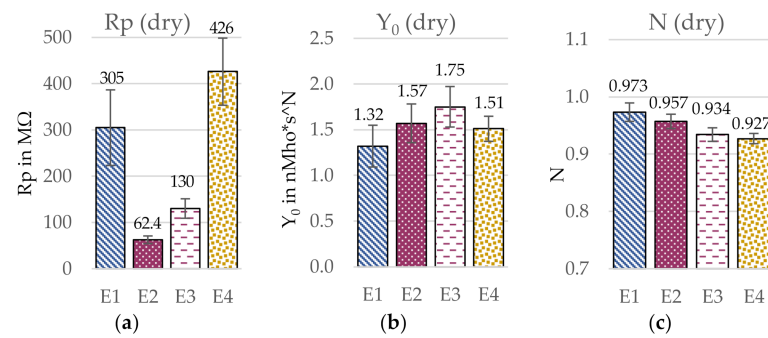 Rp (dry)
Rp in MΩ
500
400
300
200
100
0
305
62.4
130
426
E1 E2 E3 E4
(a)
Y₀ (dry)
Y₀ in nMho*s^N
2.5
2.0
1.5
1.0
0.5
0.0
1.32
1.57
1.75
1.51
E1 E2 E3 E4
(b)
N (dry)
N
1.1
1.0
0.9
0.8
0.7
0.973
0.957
0.934
0.927
E1 E2 E3 E4
(c)